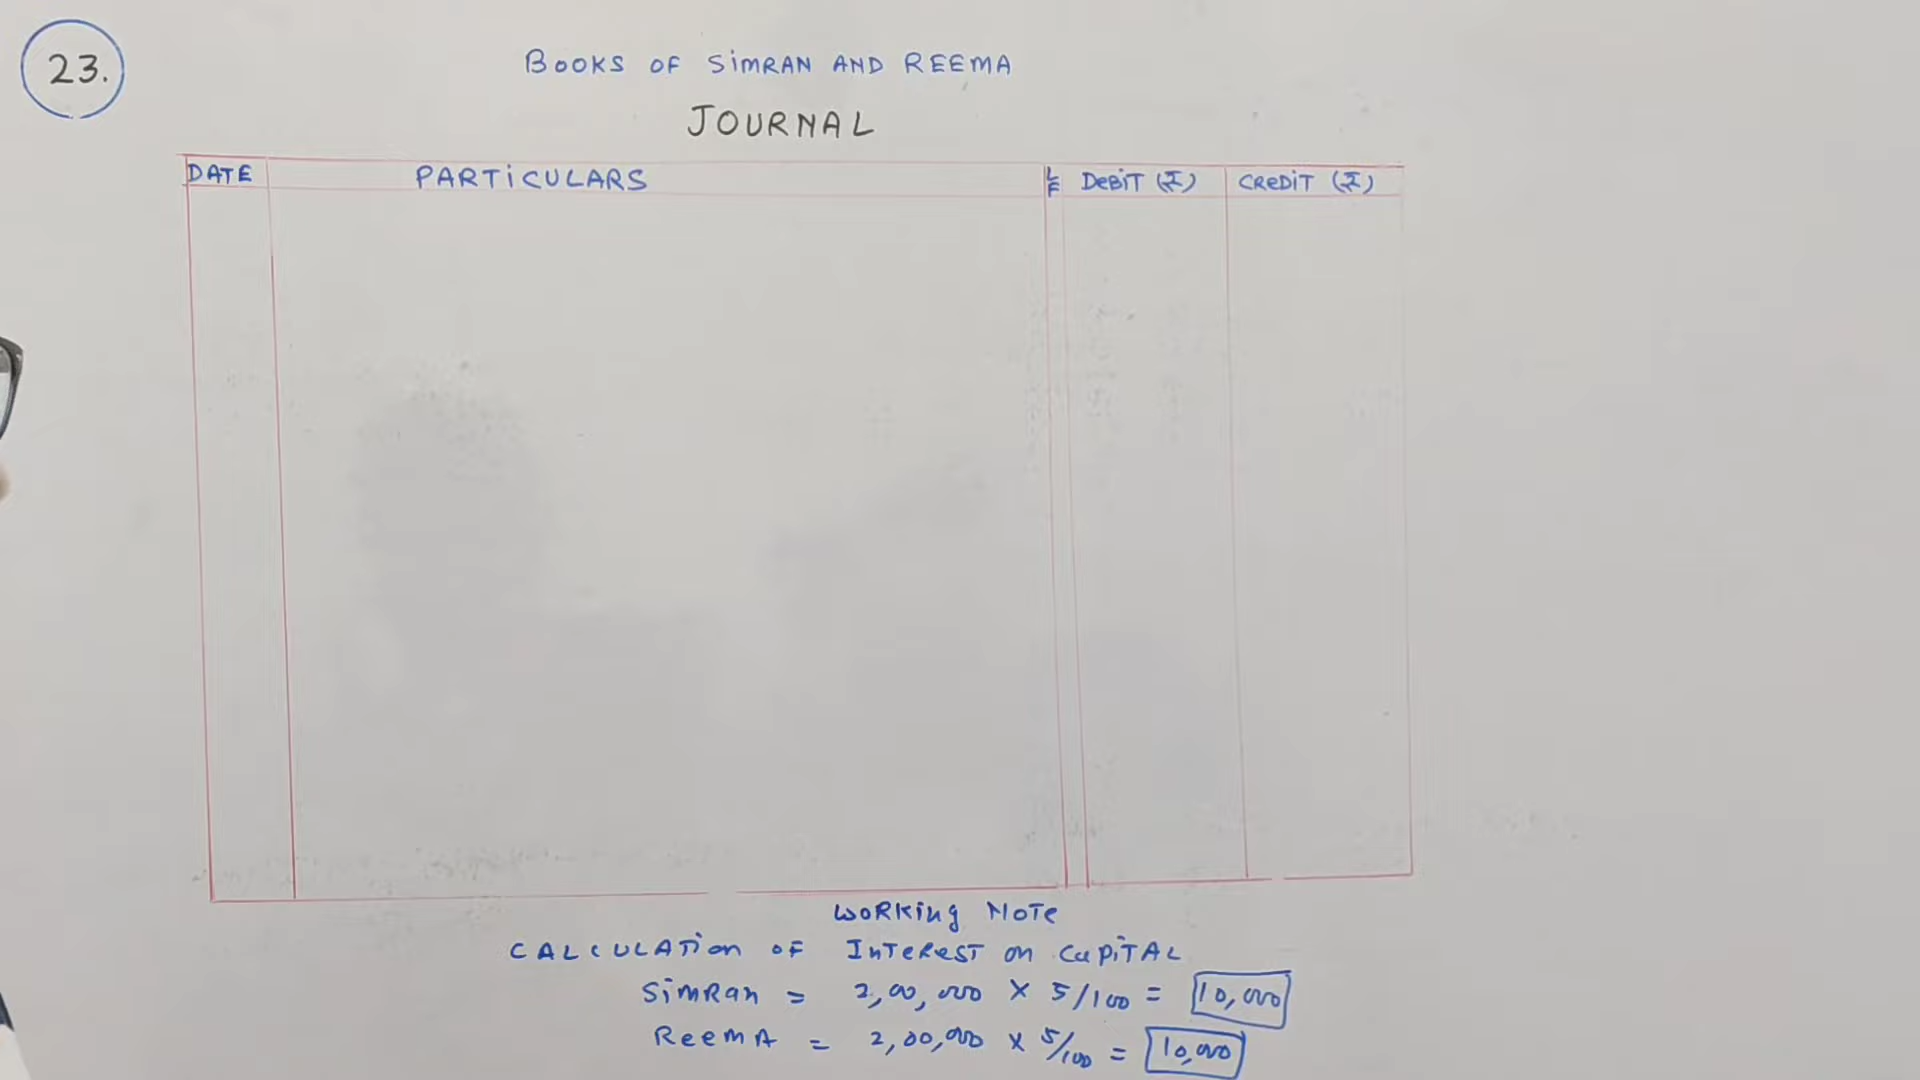 23.
BOOKS OF SIMRAN AND REEMA
JOURNAL
DATE PARTICULARS LF DEBIT (₹) CREDIT (₹)
WORKING NOTE
CALCULATION OF INTEREST ON CAPITAL
SIMRAN = 2,00,000 × 5/100 = 10,000
REEMA = 2,00,000 × 5/100 = 10,000